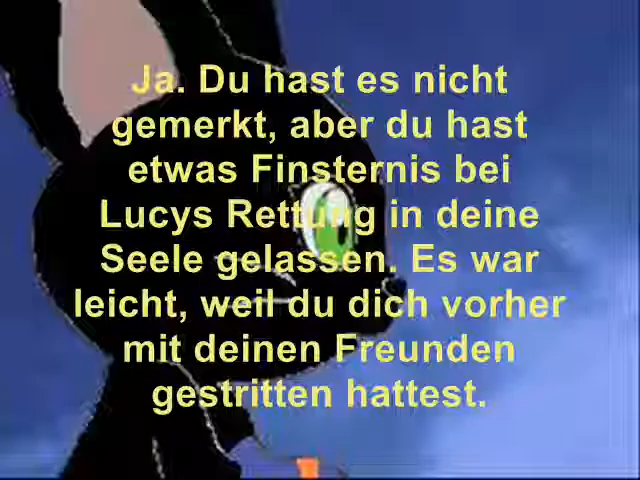 Ja. Du hast es nicht
gemerkt, aber du hast
etwas Finsternis bei
Lucys Rettung in deine
Seele gelassen. Es war
leicht, weil du dich vorher
mit deinen Freunden
gestritten hattest.